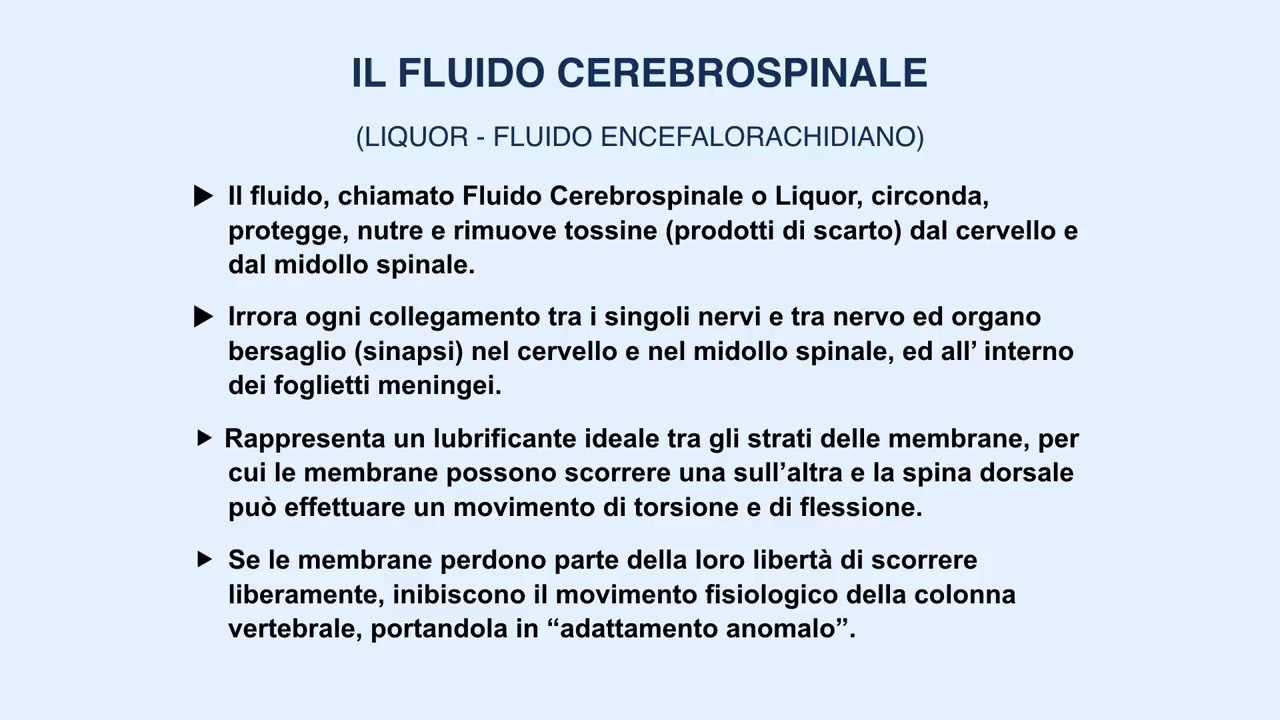 IL FLUIDO CEREBROSPINALE
(LIQUOR - FLUIDO ENCEFALORACHIDIANO)
▶ Il fluido, chiamato Fluido Cerebrospinale o Liquor, circonda,
protegge, nutre e rimuove tossine (prodotti di scarto) dal cervello e
dal midollo spinale.
▶ Irrora ogni collegamento tra i singoli nervi e tra nervo ed organo
bersaglio (sinapsi) nel cervello e nel midollo spinale, ed all’ interno
dei foglietti meningei.
▶ Rappresenta un lubrificante ideale tra gli strati delle membrane, per
cui le membrane possono scorrere una sull’altra e la spina dorsale
può effettuare un movimento di torsione e di flessione.
▶ Se le membrane perdono parte della loro libertà di scorrere
liberamente, inibiscono il movimento fisiologico della colonna
vertebrale, portandola in “adattamento anomalo”.